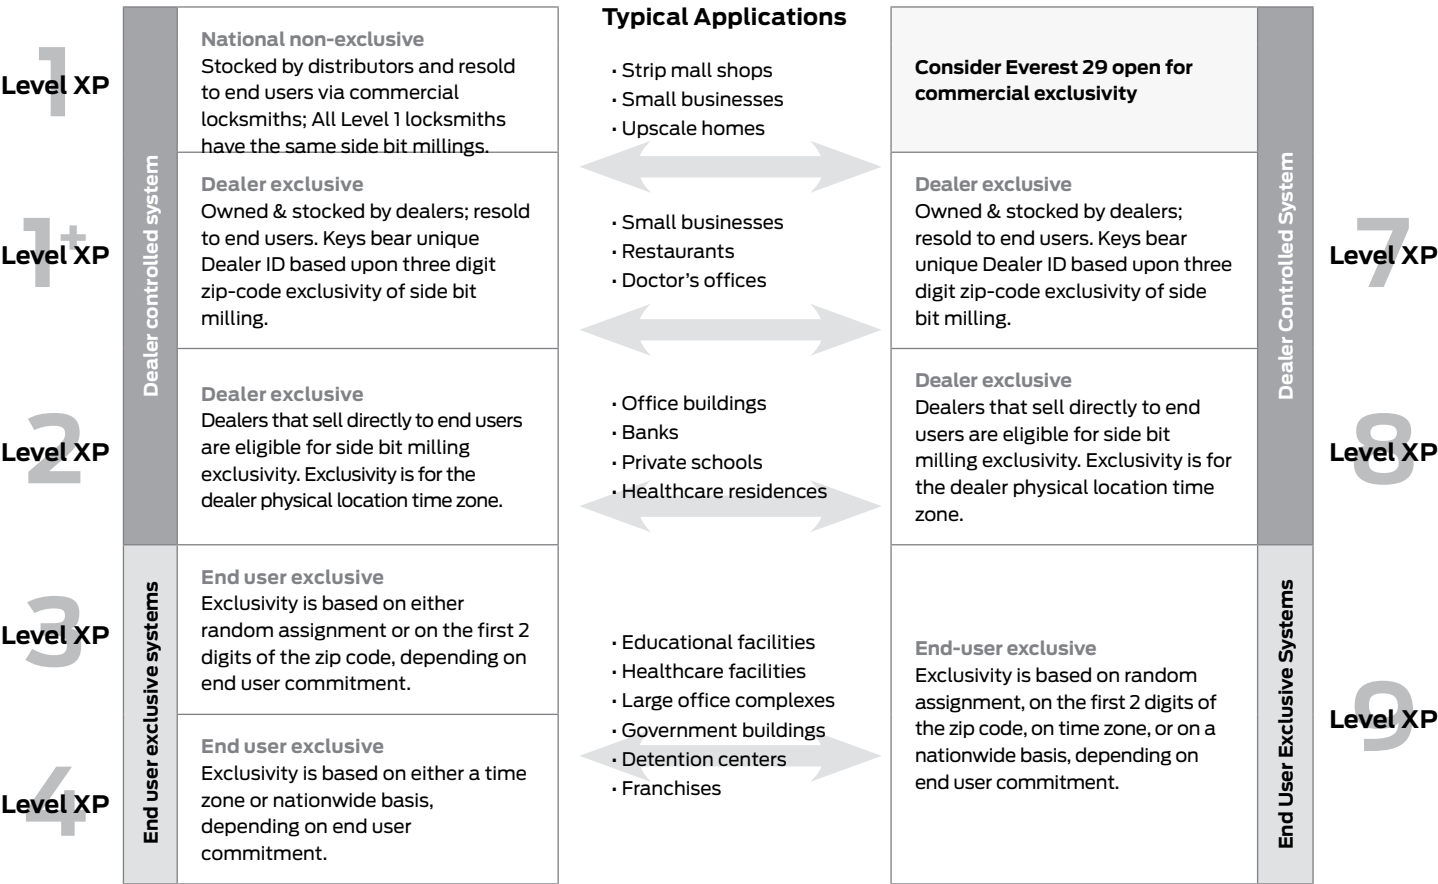 Typical Applications
1
Level XP
National non-exclusive
Stocked by distributors and resold
to end users via commercial
locksmiths; All Level 1 locksmiths
have the same side bit millings.
· Strip mall shops
· Small businesses
· Upscale homes
Consider Everest 29 open for
commercial exclusivity
Dealer controlled system
1+
Level XP
Dealer exclusive
Owned & stocked by dealers; resold
to end users. Keys bear unique
Dealer ID based upon three digit
zip-code exclusivity of side bit
milling.
· Small businesses
· Restaurants
· Doctor’s offices
Dealer exclusive
Owned & stocked by dealers;
resold to end users. Keys bear
unique Dealer ID based upon three
digit zip-code exclusivity of side
bit milling.
Dealer Controlled System
7
Level XP
2
Level XP
Dealer exclusive
Dealers that sell directly to end users
are eligible for side bit milling
exclusivity. Exclusivity is for the
dealer physical location time zone.
· Office buildings
· Banks
· Private schools
· Healthcare residences
Dealer exclusive
Dealers that sell directly to end
users are eligible for side bit
milling exclusivity. Exclusivity is for
the dealer physical location time
zone.
8
Level XP
3
Level XP
End user exclusive systems
End user exclusive
Exclusivity is based on either
random assignment or on the first 2
digits of the zip code, depending on
end user commitment.
4
Level XP
End user exclusive
Exclusivity is based on either a time
zone or nationwide basis,
depending on end user
commitment.
· Educational facilities
· Healthcare facilities
· Large office complexes
· Government buildings
· Detention centers
· Franchises
End-user exclusive
Exclusivity is based on random
assignment, on the first 2 digits of
the zip code, on time zone, or on a
nationwide basis, depending on
end user commitment.
End User Exclusive Systems
9
Level XP